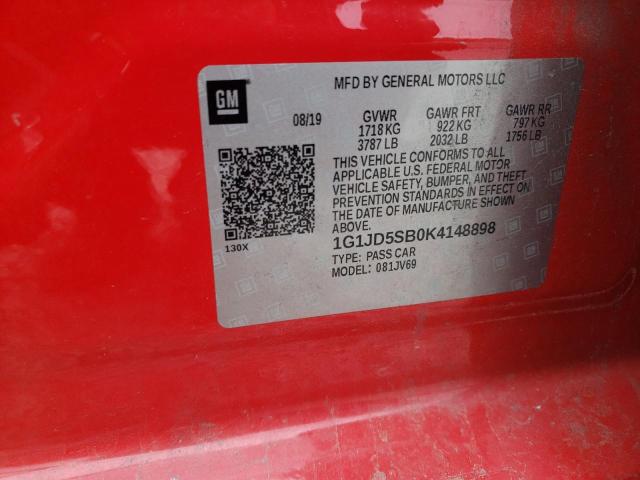 MFD BY GENERAL MOTORS LLC
GM
08/19 GVWR GAWR FRT GAWR RR
1718 KG 922 KG 797 KG
3787 LB 2032 LB 1756 LB
THIS VEHICLE CONFORMS TO ALL
APPLICABLE U.S. FEDERAL MOTOR
VEHICLE SAFETY, BUMPER, AND THEFT
PREVENTION STANDARDS IN EFFECT ON
THE DATE OF MANUFACTURE SHOWN
ABOVE.
130X
1G1JD5SB0K4148898
TYPE: PASS CAR
MODEL: 081JV69